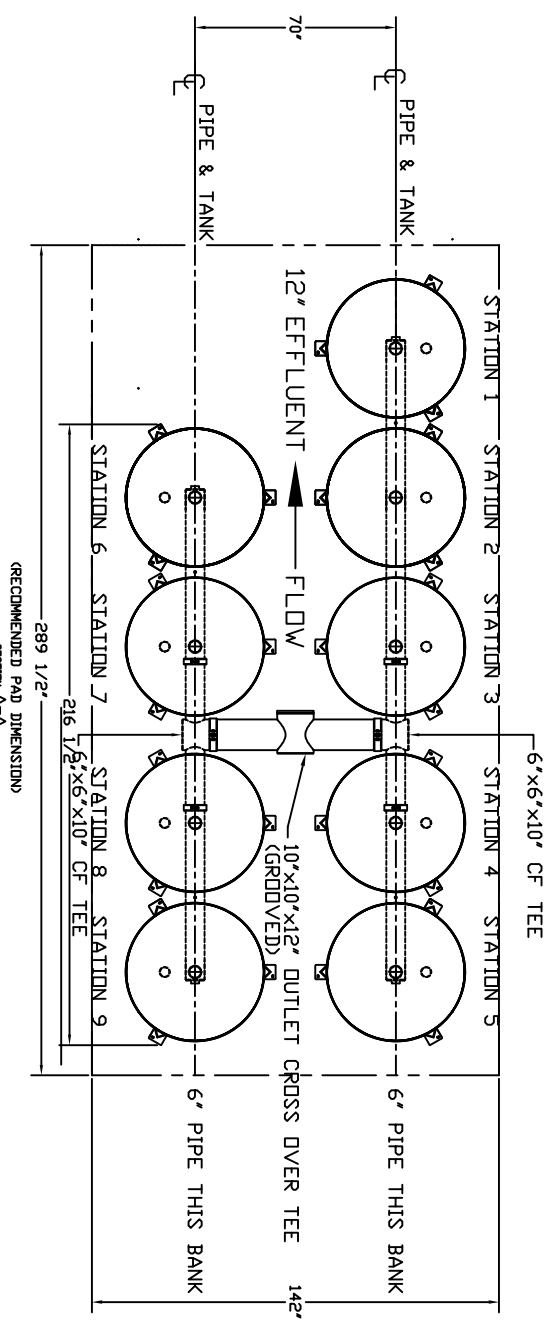 6"x6"x10" CF TEE
STATION 1
STATION 2
STATION 3
STATION 4
STATION 5
℄ PIPE & TANK
6" PIPE THIS BANK
70"
12" EFFLUENT
FLOW
10"x10"x12" OUTLET CROSS OVER TEE
(GROOVED)
142"
℄ PIPE & TANK
6" PIPE THIS BANK
STATION 6
STATION 7
STATION 8
STATION 9
6"x6"x10" CF TEE
216 1/2"
289 1/2"
(RECOMMENDED PAD DIMENSION)